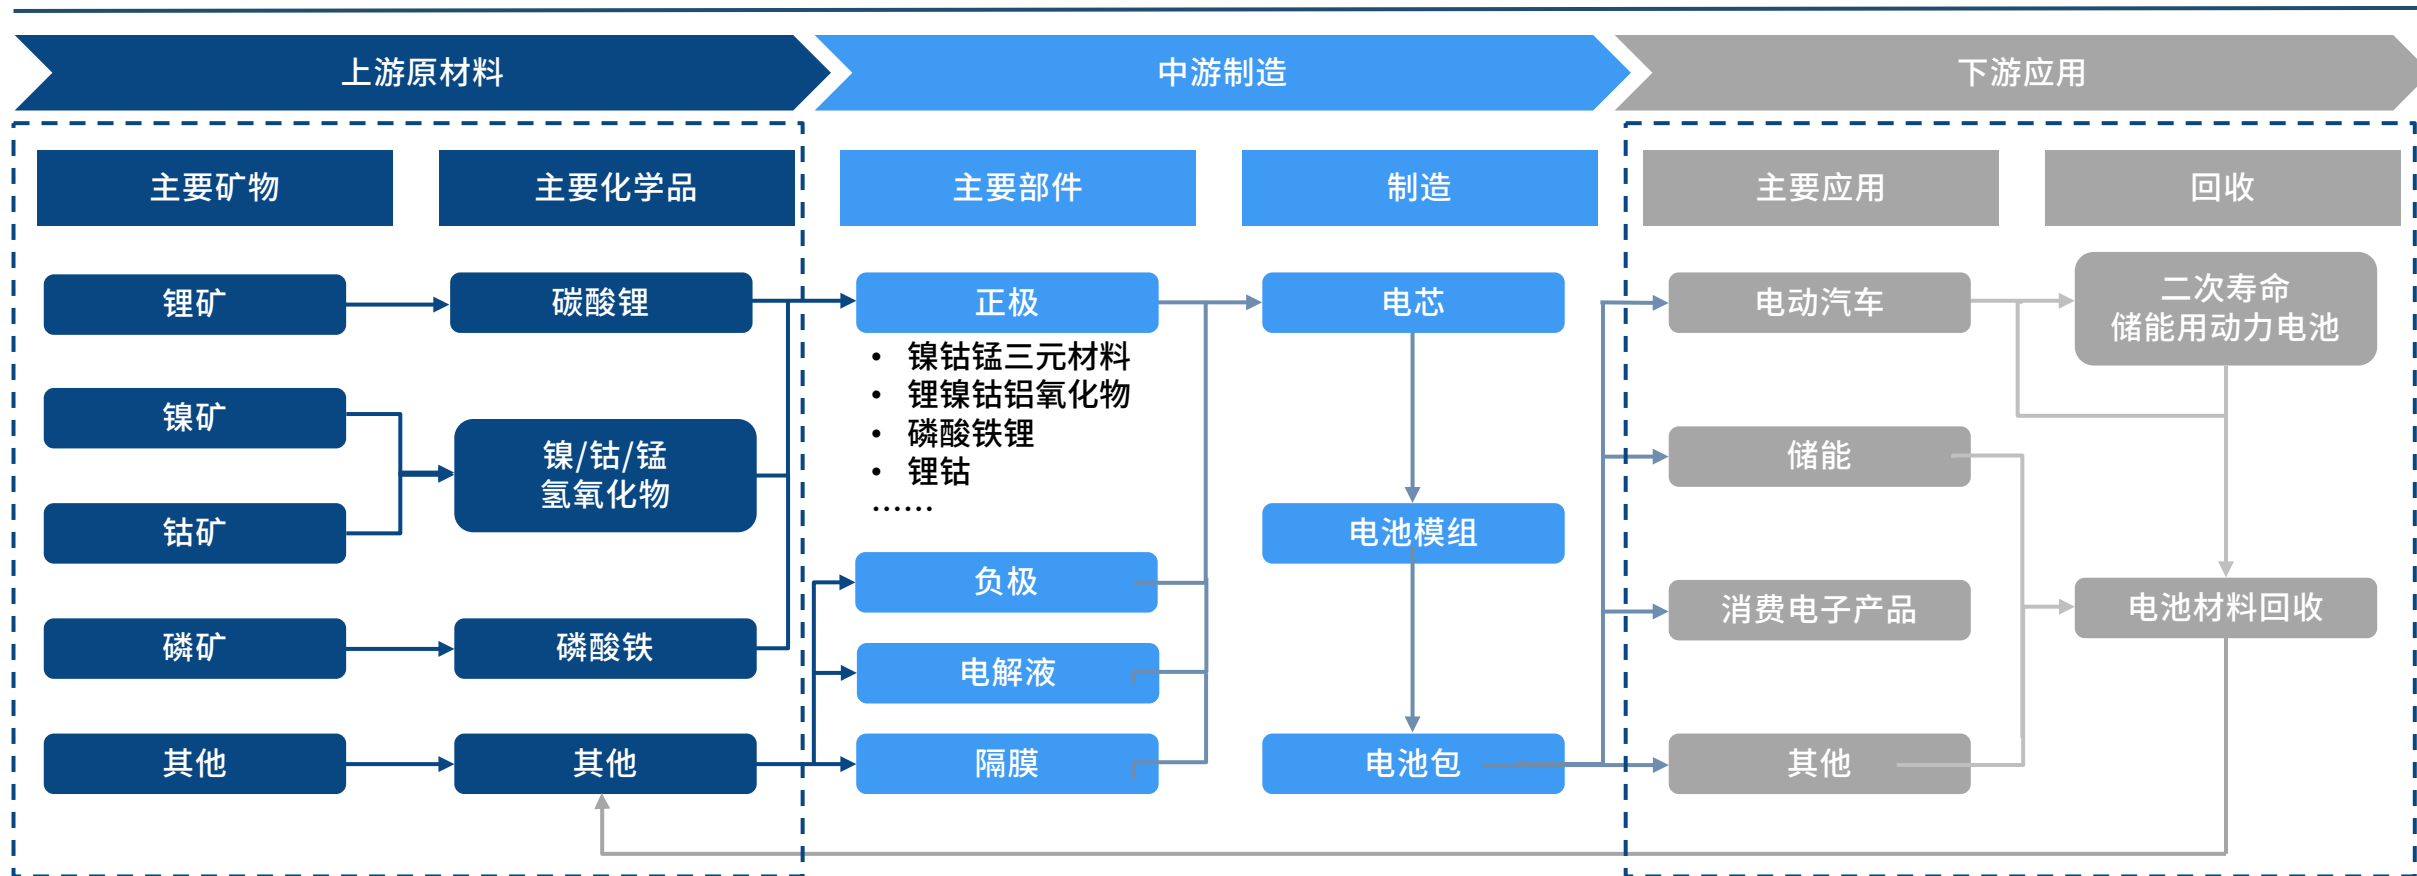 上游原材料
中游制造
下游应用
主要矿物
主要化学品
主要部件
制造
主要应用
回收
锂矿
镍矿
钴矿
磷矿
其他
碳酸锂
镍/钴/锰
氢氧化物
磷酸铁
其他
正极
• 镍钴锰三元材料
• 锂镍钴铝氧化物
• 磷酸铁锂
• 锂钴
……
负极
电解液
隔膜
电芯
电池模组
电池包
电动汽车
储能
消费电子产品
其他
二次寿命
储能用动力电池
电池材料回收